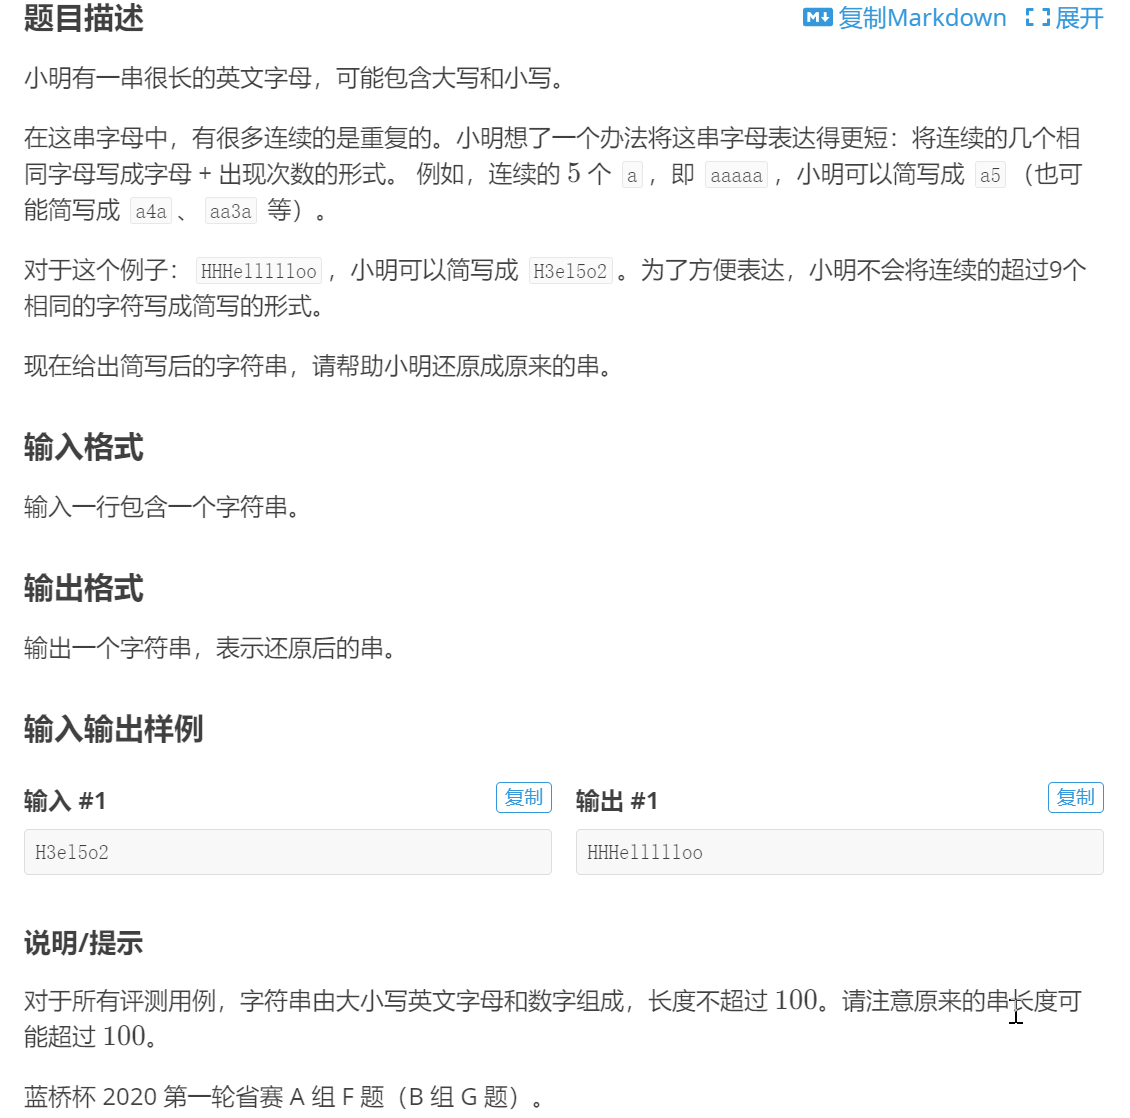 题目描述 复制Markdown 展开
小明有一串很长的英文字母，可能包含大写和小写。
在这串字母中，有很多连续的是重复的。小明想了一个办法将这串字母表达得更短：将连续的几个相
同字母写成字母 + 出现次数的形式。 例如，连续的 5 个 a ，即 aaaaa ，小明可以简写成 a5 （也可
能简写成 a4a 、 aa3a 等）。
对于这个例子： HHHellllloo ，小明可以简写成 H3el5o2 。为了方便表达，小明不会将连续的超过9个
相同的字符写成简写的形式。
现在给出简写后的字符串，请帮助小明还原成原来的串。
输入格式
输入一行包含一个字符串。
输出格式
输出一个字符串，表示还原后的串。
输入输出样例
输入 #1 复制 输出 #1 复制
H3el5o2 HHHellllloo
说明/提示
对于所有评测用例，字符串由大小写英文字母和数字组成，长度不超过 100。请注意原来的串长度可
能超过 100。
蓝桥杯 2020 第一轮省赛 A 组 F 题（B 组 G 题）。